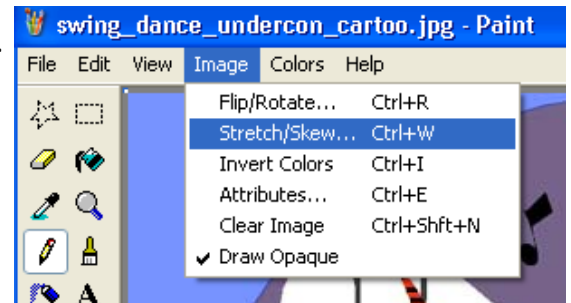 swing_dance_undercon_cartoo.jpg - Paint
File Edit View Image Colors Help
Flip/Rotate... Ctrl+R
Stretch/Skew... Ctrl+W
Invert Colors Ctrl+I
Attributes... Ctrl+E
Clear Image Ctrl+Shft+N
Draw Opaque
A